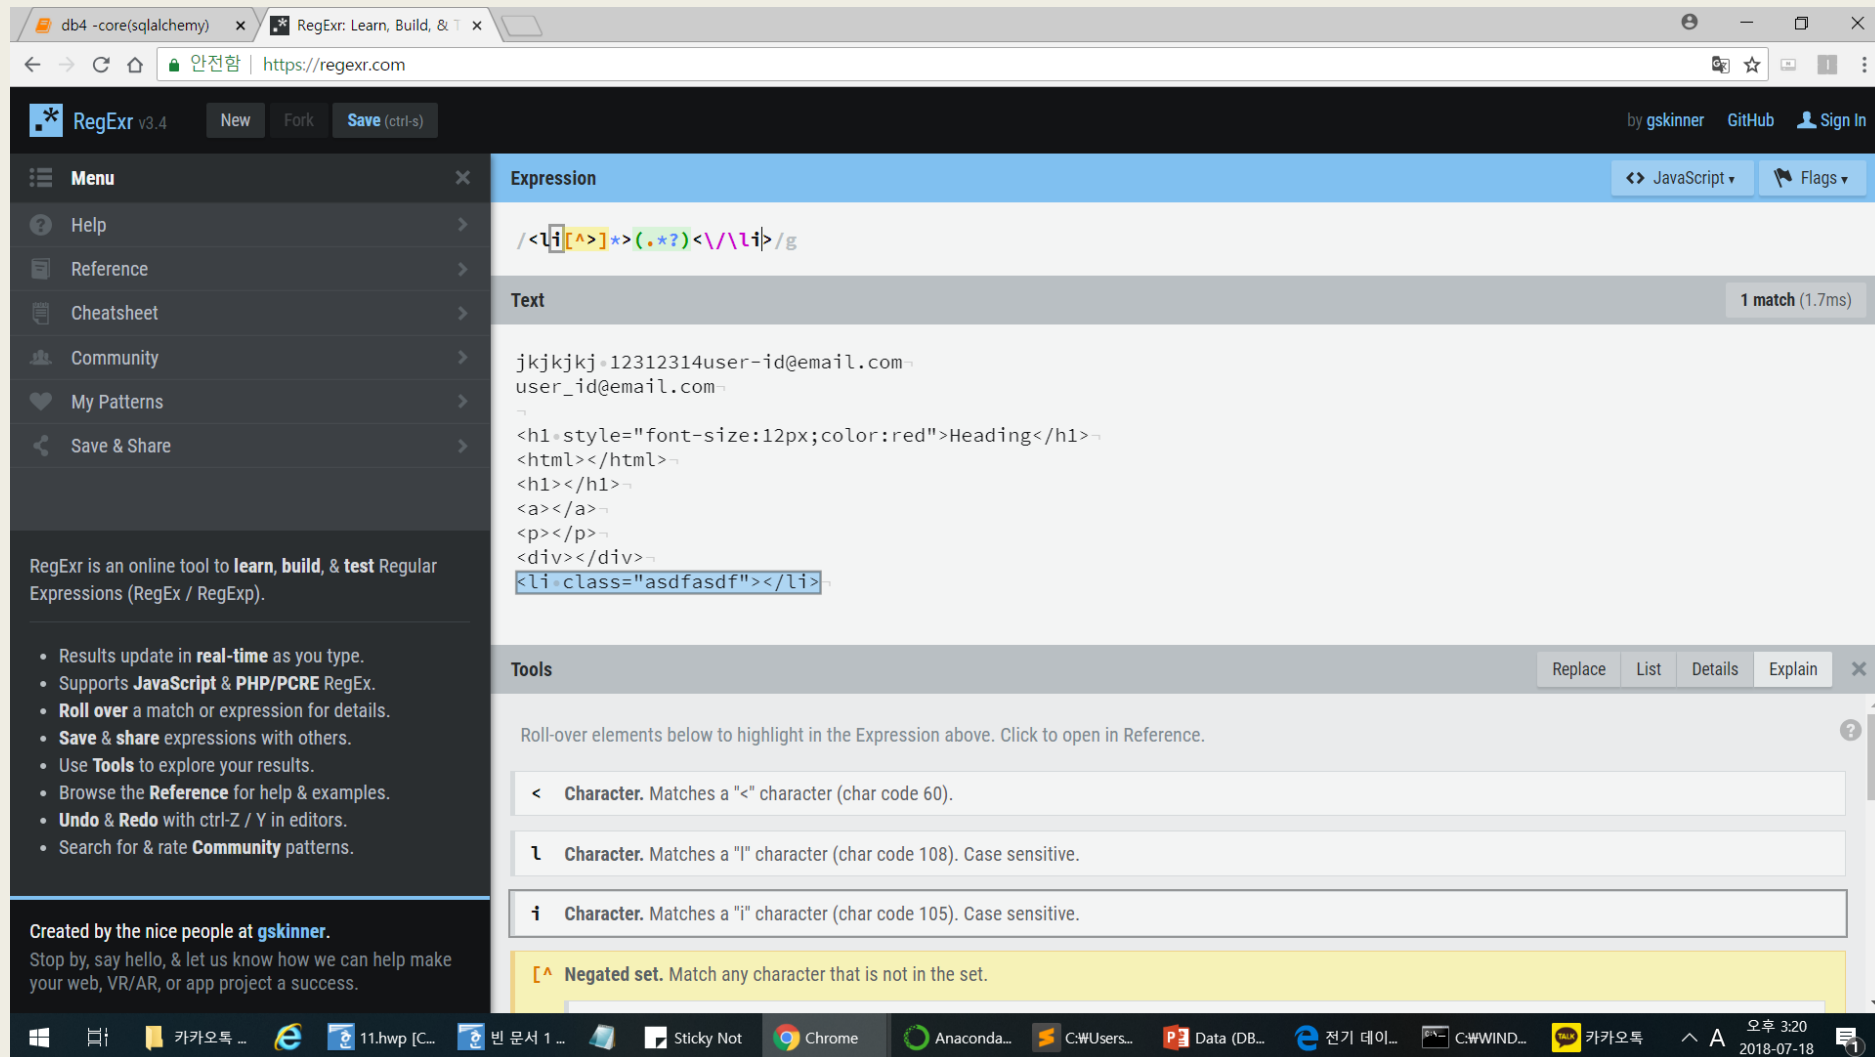 db4 -core(sqlalchemy)
RegExr: Learn, Build, & T
안전함 | https://regexr.com
RegExr v3.4
New
Fork
Save (ctrl-s)
by gskinner
GitHub
Sign In
Menu
Help
Reference
Cheatsheet
Community
My Patterns
Save & Share
Expression
<> JavaScript
Flags
/<li[^>]*>(.*?)<\/\li>/g
Text
1 match (1.7ms)
jkjkjkj 12312314user-id@email.com
user_id@email.com
<h1 style="font-size:12px;color:red">Heading</h1>
<html></html>
<h1></h1>
<a></a>
<p></p>
<div></div>
<li class="asdfasdf"></li>
RegExr is an online tool to learn, build, & test Regular
Expressions (RegEx / RegExp).
• Results update in real-time as you type.
• Supports JavaScript & PHP/PCRE RegEx.
• Roll over a match or expression for details.
• Save & share expressions with others.
• Use Tools to explore your results.
• Browse the Reference for help & examples.
• Undo & Redo with ctrl-Z / Y in editors.
• Search for & rate Community patterns.
Created by the nice people at gskinner.
Stop by, say hello, & let us know how we can help make
your web, VR/AR, or app project a success.
Tools
Replace
List
Details
Explain
Roll-over elements below to highlight in the Expression above. Click to open in Reference.
< Character. Matches a "<" character (char code 60).
l Character. Matches a "l" character (char code 108). Case sensitive.
i Character. Matches a "i" character (char code 105). Case sensitive.
[^ Negated set. Match any character that is not in the set.
카카오톡 ...
11.hwp [C...
빈 문서 1 ...
Sticky Not
Chrome
Anaconda...
C:₩Users...
Data (DB...
전기 데이...
C:₩WIND...
TALK
카카오톡
A
오후 3:20
2018-07-18
1